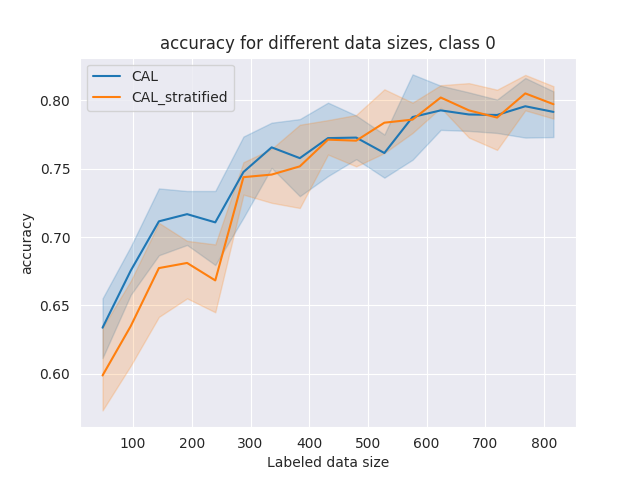 accuracy for different data sizes, class 0
CAL
CAL_stratified
accuracy
0.80
0.75
0.70
0.65
0.60
100 200 300 400 500 600 700 800
Labeled data size